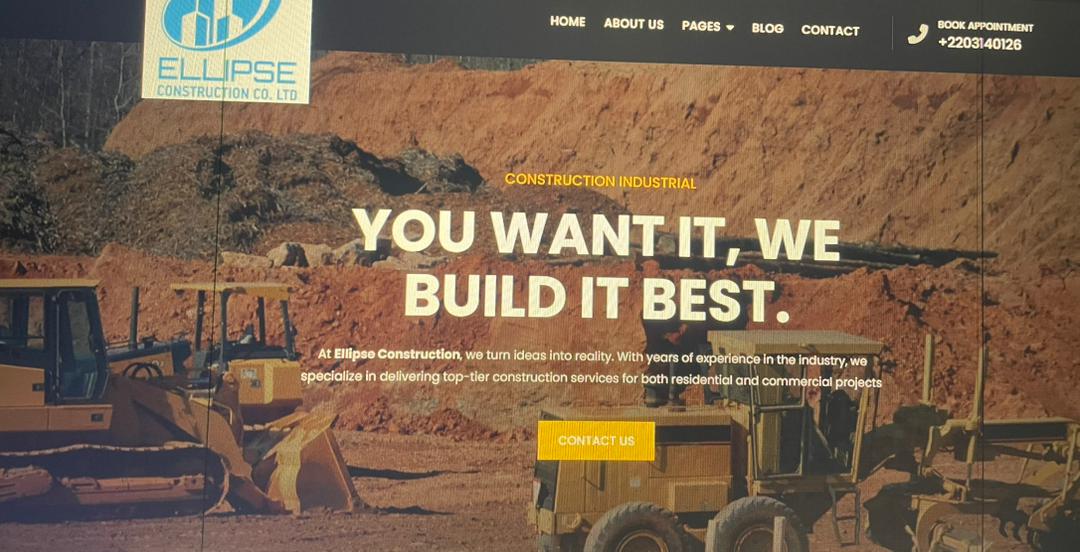 HOME ABOUT US PAGES BLOG CONTACT
BOOK APPOINTMENT
+2203140126
ELLIPSE
CONSTRUCTION CO. LTD
CONSTRUCTION INDUSTRIAL
YOU WANT IT, WE
BUILD IT BEST.
At Ellipse Construction, we turn ideas into reality. With years of experience in the industry, we
specialize in delivering top-tier construction services for both residential and commercial projects
CONTACT US